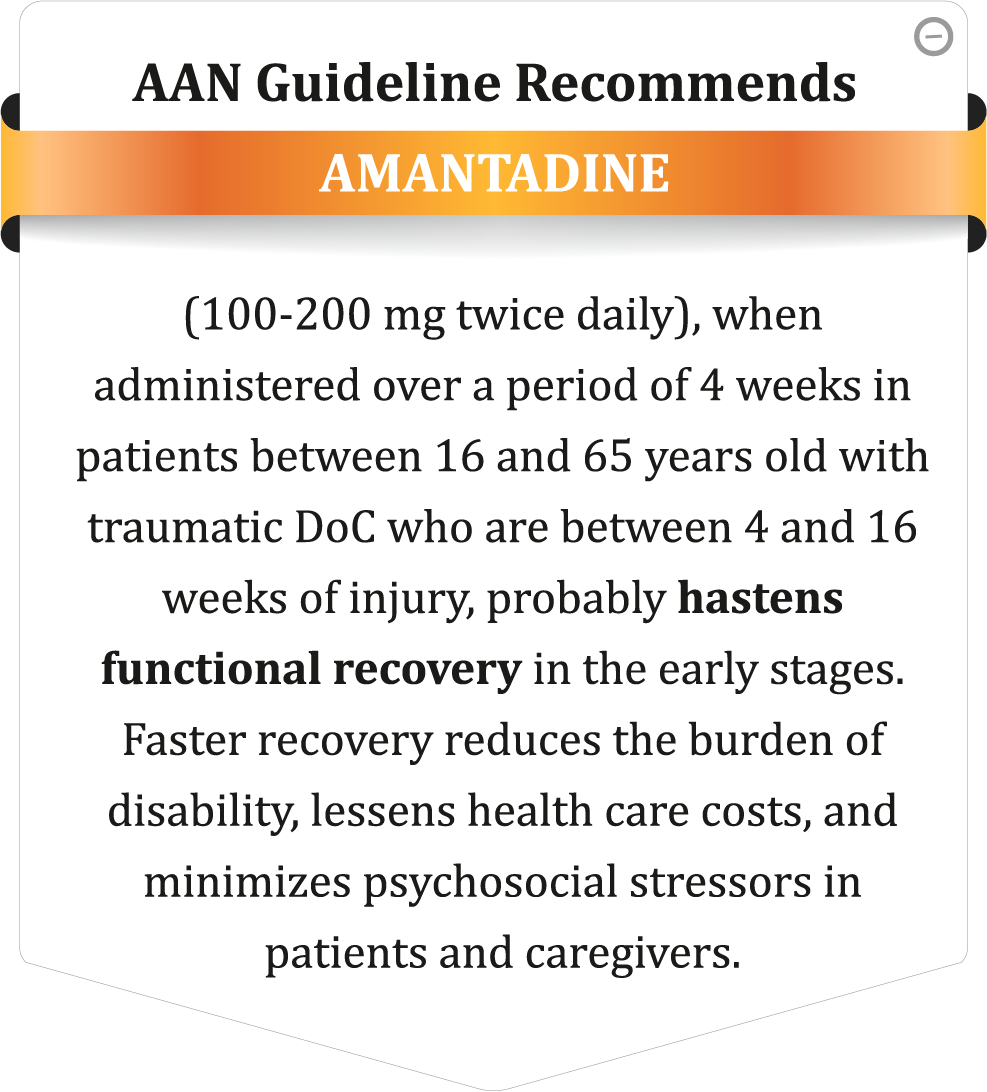 AAN Guideline Recommends
AMANTADINE
(100-200 mg twice daily), when
administered over a period of 4 weeks in
patients between 16 and 65 years old with
traumatic DoC who are between 4 and 16
weeks of injury, probably hastens
functional recovery in the early stages.
Faster recovery reduces the burden of
disability, lessens health care costs, and
minimizes psychosocial stressors in
patients and caregivers.